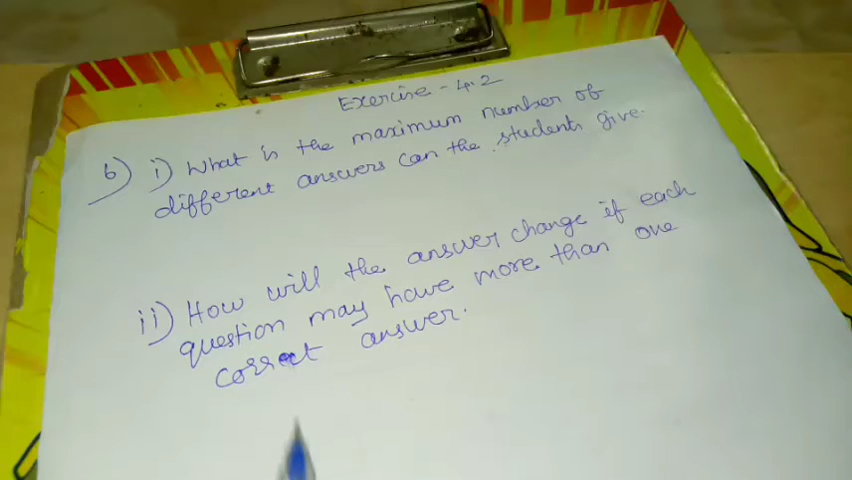 Exercise - 4.2
6) i) What is the maximum number of
different answers can the students give.
ii) How will the answer change if each
question may have more than one
correct answer.